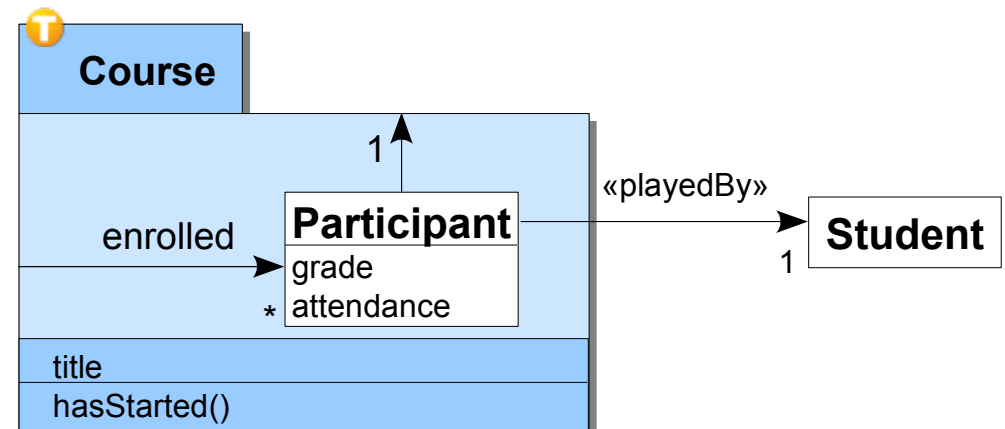 T
Course
1
«playedBy»
Participant
Student
enrolled
grade
1
* attendance
title
hasStarted()